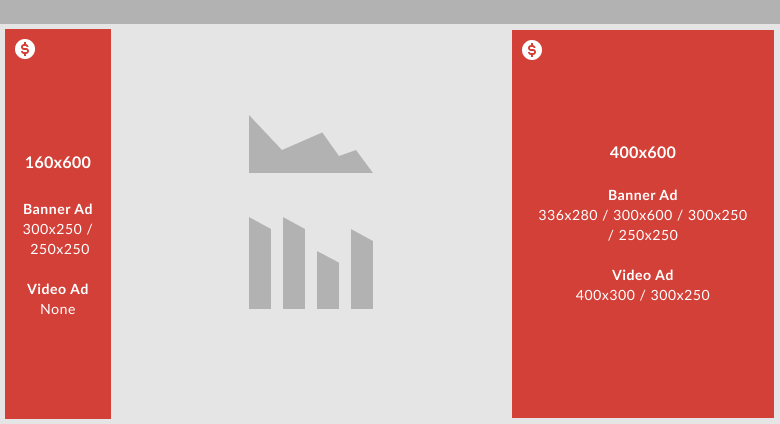 $
160x600
Banner Ad
300x250 /
250x250
Video Ad
None
$
400x600
Banner Ad
336x280 / 300x600 / 300x250
/ 250x250
Video Ad
400x300 / 300x250